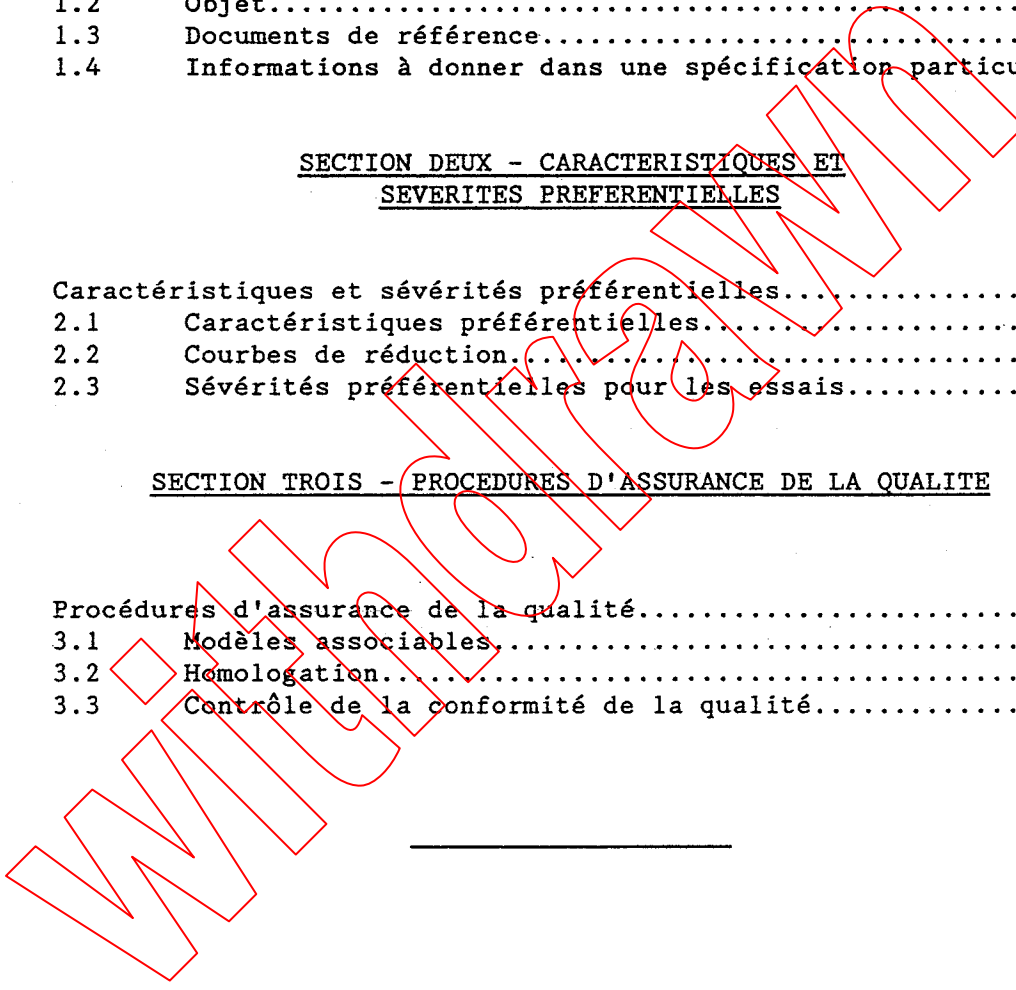 1.2 Objet........................................
1.3 Documents de référence.............................
1.4 Informations à donner dans une spécification particu
SECTION DEUX - CARACTERISTIQUES ET
SEVERITES PREFERENTIELLES
Caractéristiques et sévérités préférentielles..............
2.1 Caractéristiques préférentielles...................
2.2 Courbes de réduction...............................
2.3 Sévérités préférentielles pour les essais..........
SECTION TROIS - PROCEDURES D'ASSURANCE DE LA QUALITE
Procédures d'assurance de la qualité.......................
3.1 Modèles associables................................
3.2 Homologation.......................................
3.3 Contrôle de la conformité de la qualité............
withdrawn